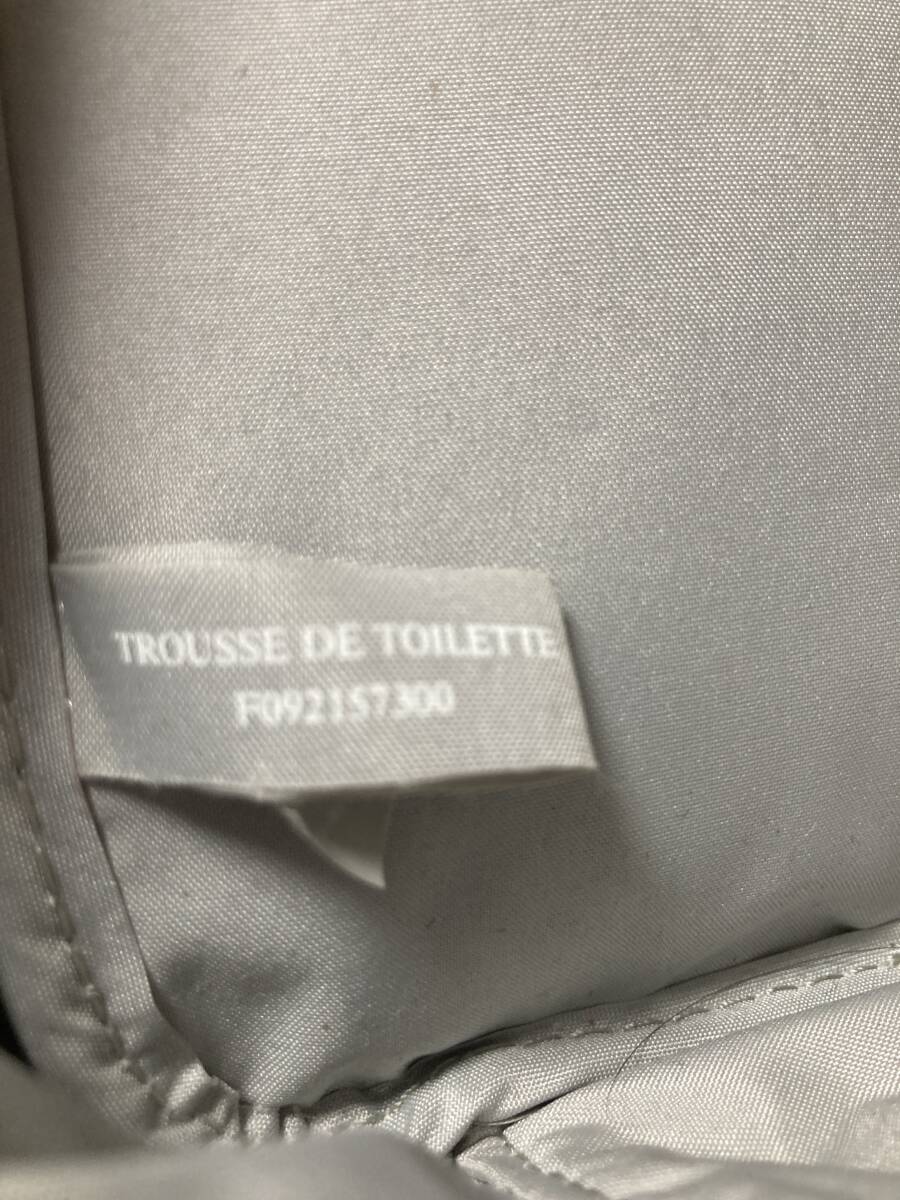 TROUSSE DE TOILETTE
F092157300